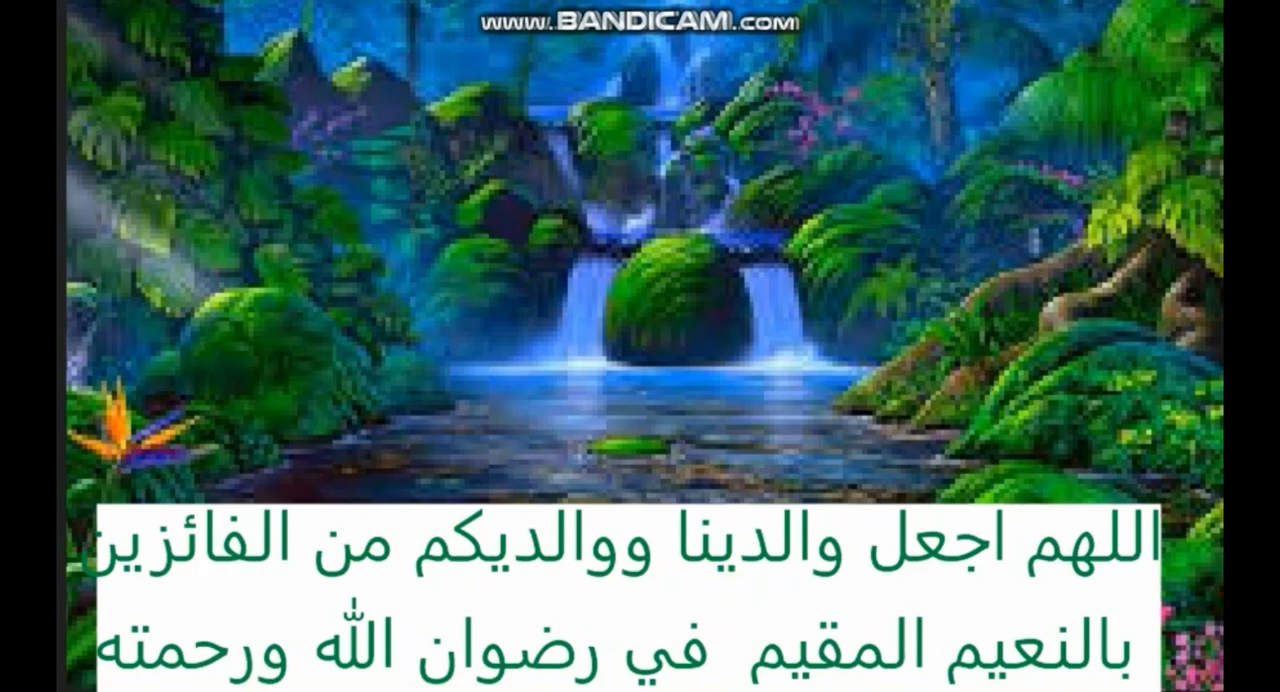 www.BANDICAM.com
اللهم اجعل والدينا ووالديكم من الفائزين
بالنعيم المقيم في رضوان الله ورحمته